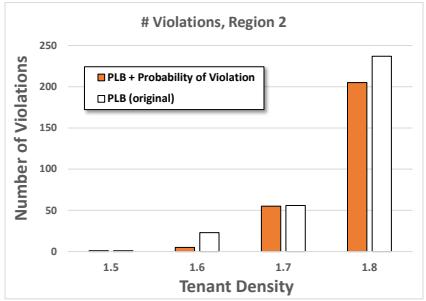 # Violations, Region 2
250
200
150
100
50
0
Number of Violations
PLB + Probability of Violation
PLB (original)
1.5 1.6 1.7 1.8
Tenant Density